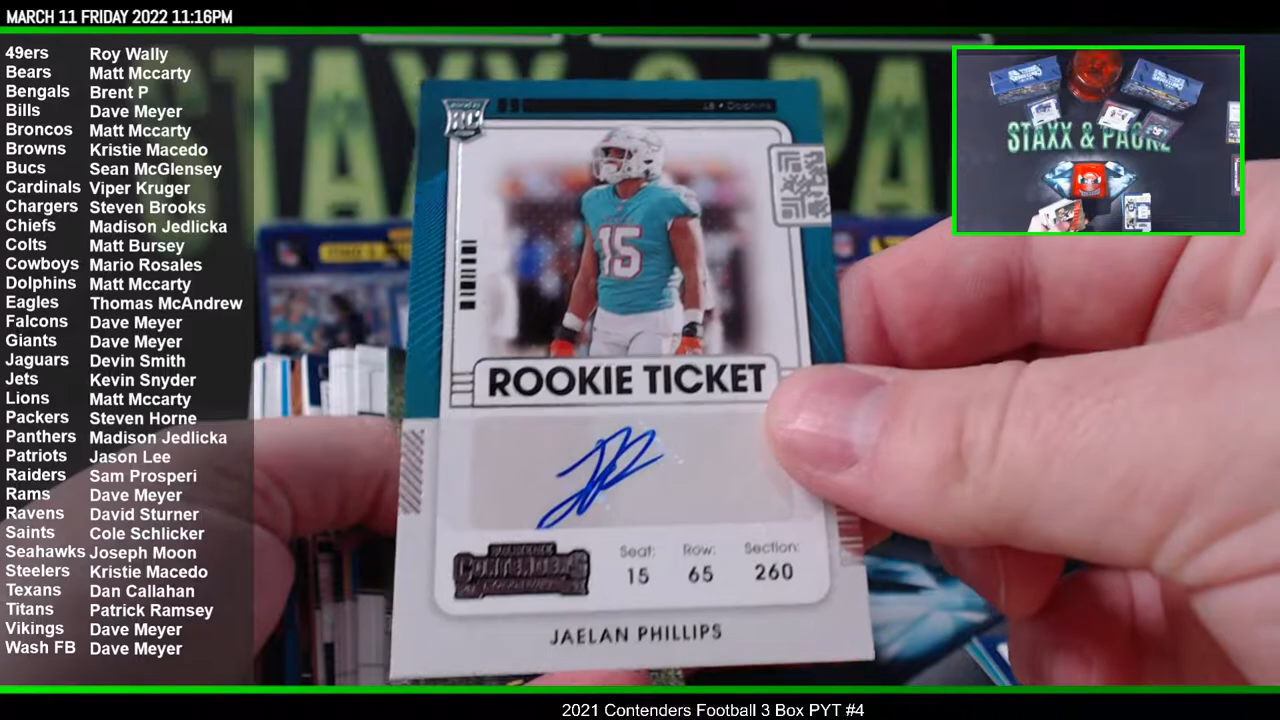 MARCH 11 FRIDAY 2022 11:16PM
49ers Roy Wally
Bears Matt Mccarty
Bengals Brent P
Bills Dave Meyer
Broncos Matt Mccarty
Browns Kristie Macedo
Bucs Sean McGlensey
Cardinals Viper Kruger
Chargers Steven Brooks
Chiefs Madison Jedlicka
Colts Matt Bursey
Cowboys Mario Rosales
Dolphins Matt Mccarty
Eagles Thomas McAndrew
Falcons Dave Meyer
Giants Dave Meyer
Jaguars Devin Smith
Jets Kevin Snyder
Lions Matt Mccarty
Packers Steven Horne
Panthers Madison Jedlicka
Patriots Jason Lee
Raiders Sam Prosperi
Rams Dave Meyer
Ravens David Sturner
Saints Cole Schlicker
Seahawks Joseph Moon
Steelers Kristie Macedo
Texans Dan Callahan
Titans Patrick Ramsey
Vikings Dave Meyer
Wash FB Dave Meyer
STAXX & PACKZ
RC
LB • Dolphins
15
ROOKIE TICKET
CONTENDERS
Seat: Row: Section:
15 65 260
JAELAN PHILLIPS
2021 Contenders Football 3 Box PYT #4